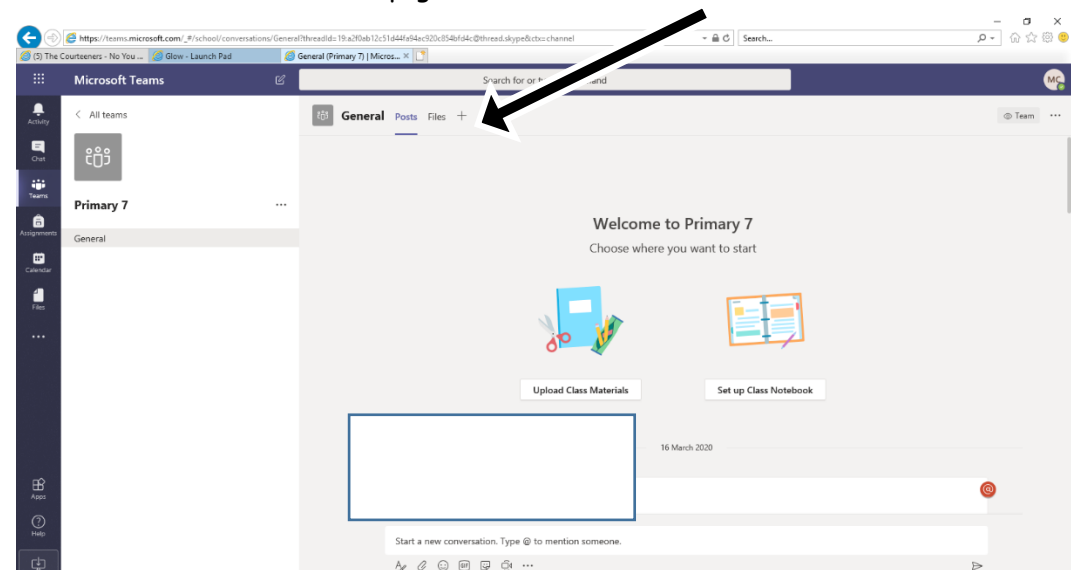 https://teams.microsoft.com/_#/school/conversations/General?threadId=19:a2f0ab12c51d44fa94ac920c854bfd4c@thread.skype&ctx=channel
Search...
(5) The Courteeners - No You ...
Glow - Launch Pad
General (Primary 7) | Micros...
Microsoft Teams
Search for or
MC
Activity
All teams
General Posts Files +
Team
Chat
Teams
Primary 7
Welcome to Primary 7
Assignments
General
Choose where you want to start
Calendar
Files
Upload Class Materials
Set up Class Notebook
16 March 2020
Apps
Help
Start a new conversation. Type @ to mention someone.
GIF